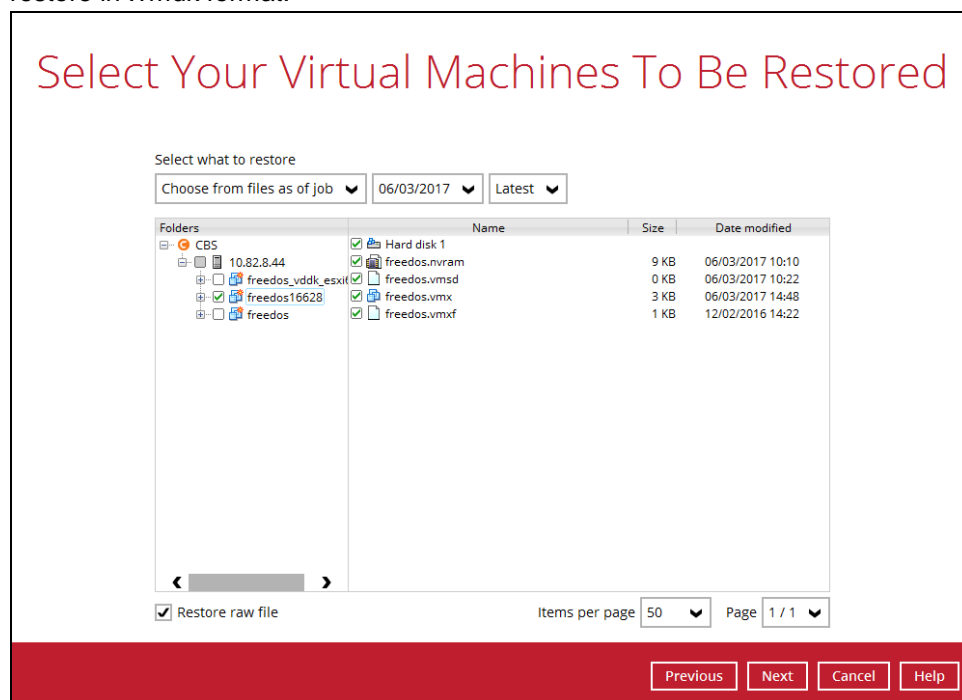 Select Your Virtual Machines To Be Restored
Select what to restore
Choose from files as of job 06/03/2017 Latest
Folders Name Size Date modified
CBS Hard disk 1
10.82.8.44 freedos.nvram 9 KB 06/03/2017 10:10
freedos_vddk_esxi freedos.vmsd 0 KB 06/03/2017 10:22
freedos16628 freedos.vmx 3 KB 06/03/2017 14:48
freedos freedos.vmxf 1 KB 12/02/2016 14:22
Restore raw file Items per page 50 Page 1 / 1
Previous Next Cancel Help